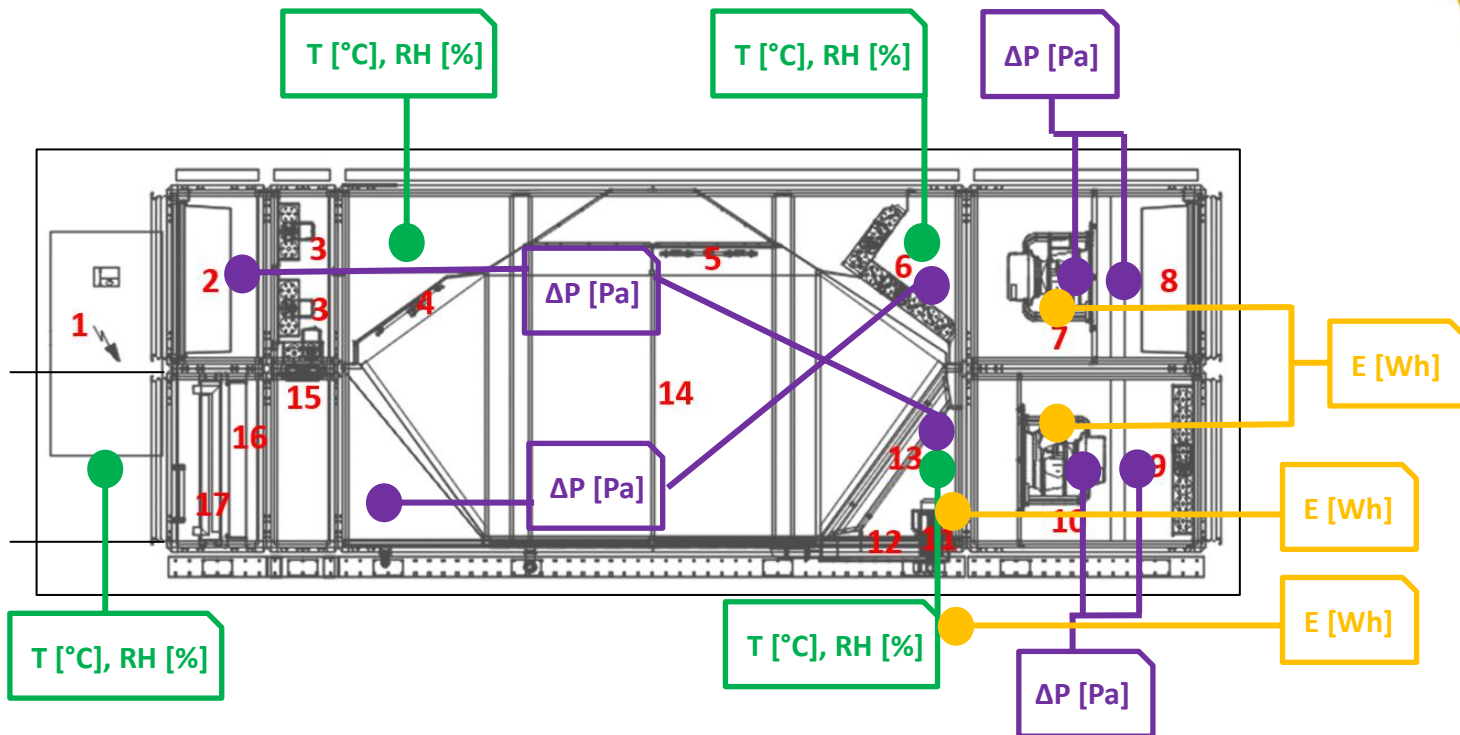 T [°C], RH [%]
T [°C], RH [%]
ΔP [Pa]
3
2
5
6
8
ΔP [Pa]
4
3
1
7
E [Wh]
15
14
16
13
9
ΔP [Pa]
17
10
E [Wh]
12
11
E [Wh]
T [°C], RH [%]
T [°C], RH [%]
ΔP [Pa]